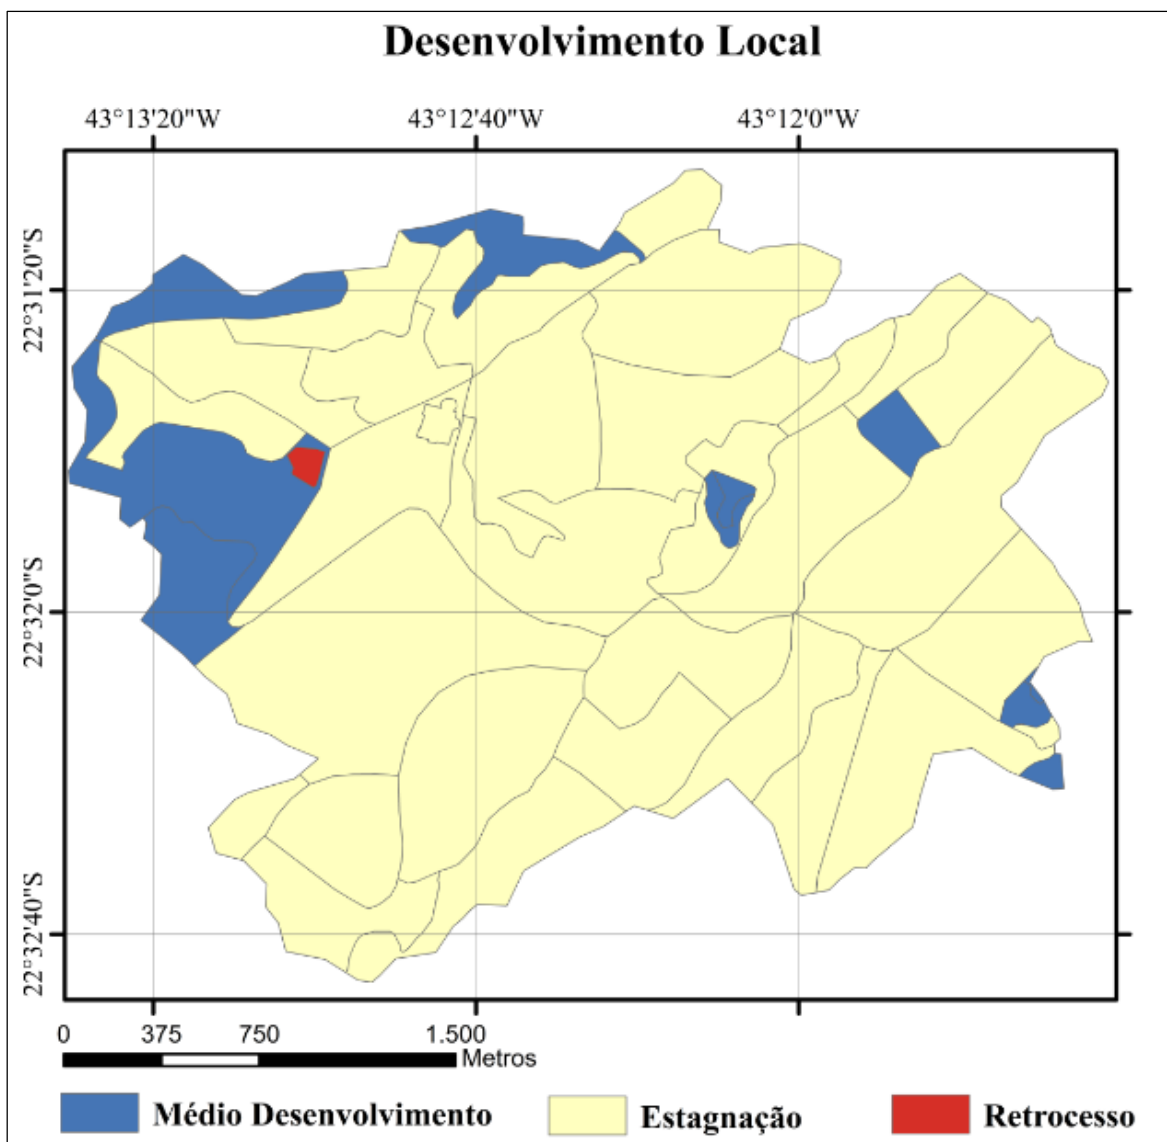 Desenvolvimento Local
43°13'20"W 43°12'40"W 43°12'0"W
22°31'20"S
22°32'0"S
22°32'40"S
0 375 750 1.500
Metros
Médio Desenvolvimento Estagnação Retrocesso